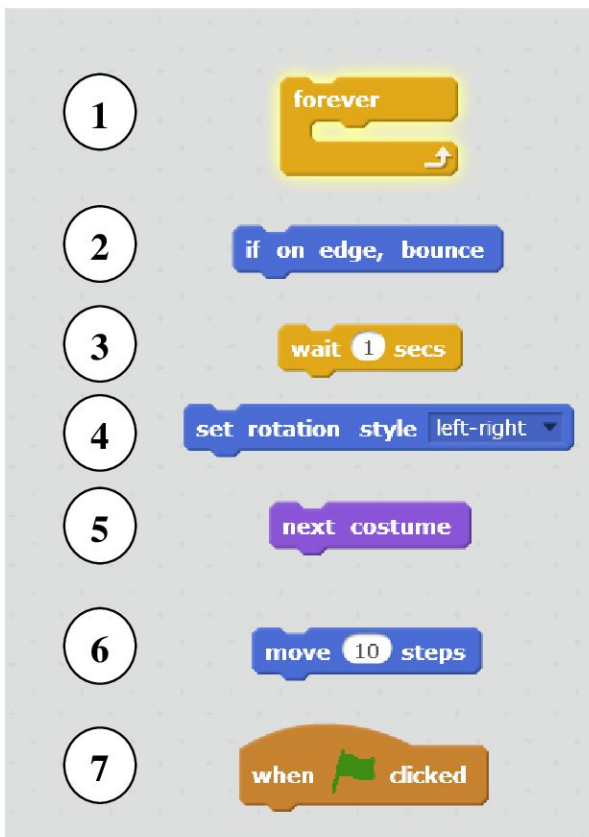 1 forever
2 if on edge, bounce
3 wait 1 secs
4 set rotation style left-right
5 next costume
6 move 10 steps
7 when clicked